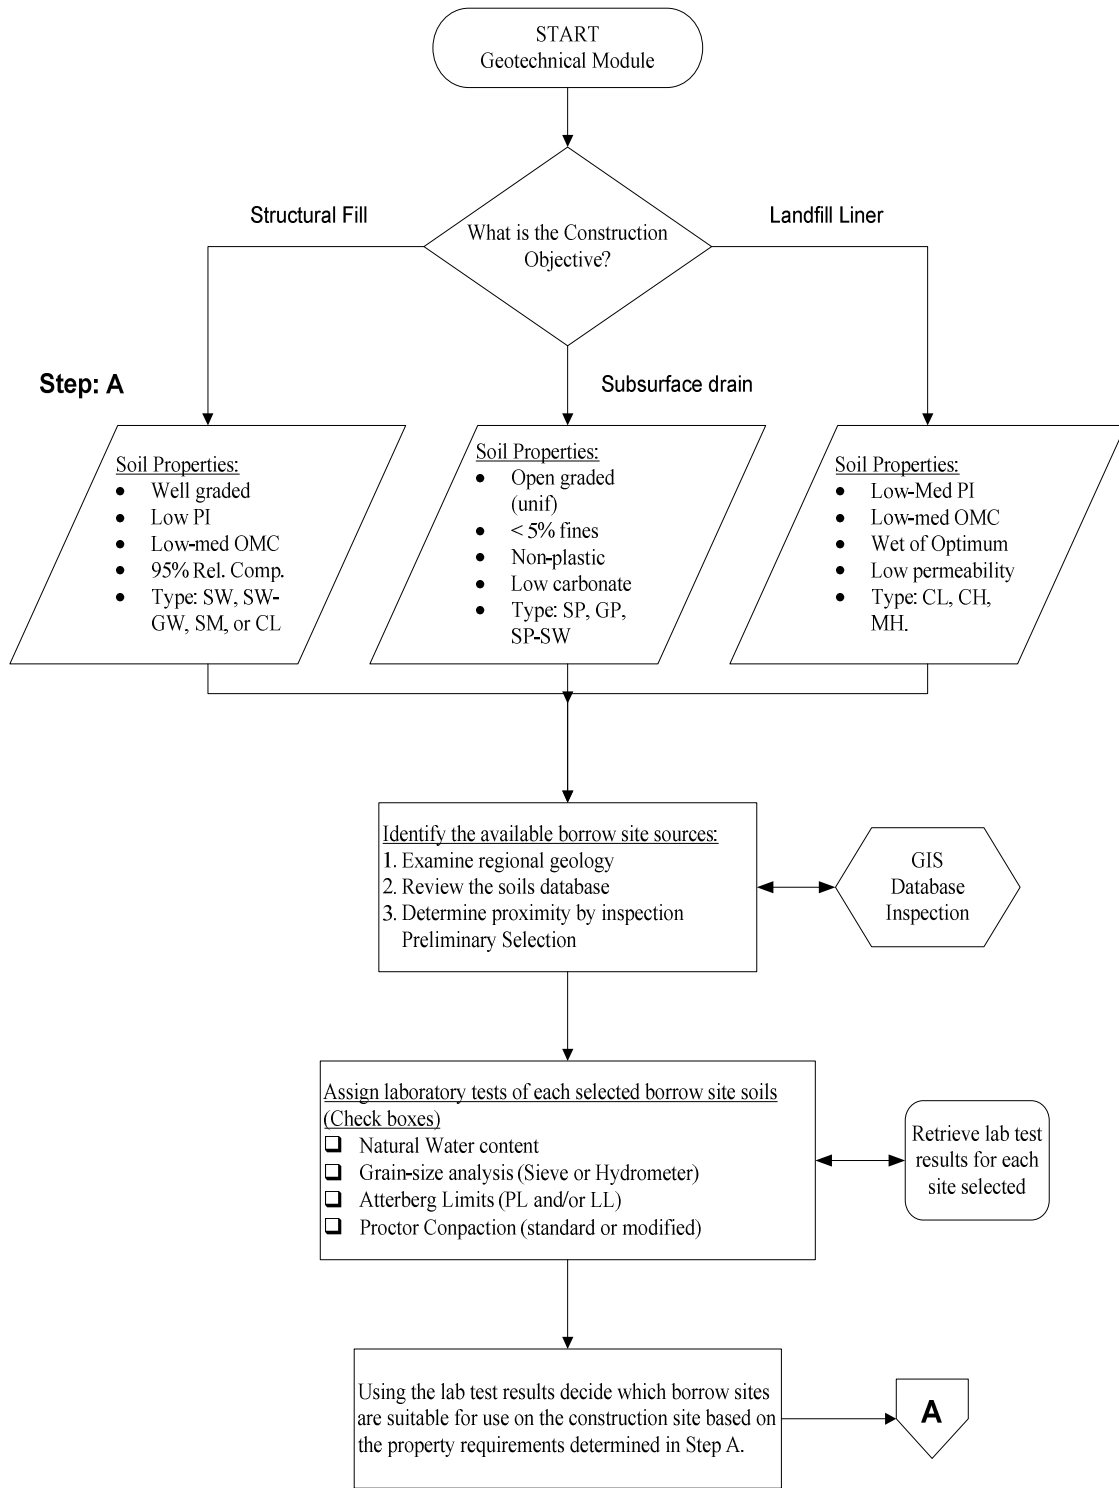 START
Geotechnical Module
What is the Construction
Objective?
Structural Fill
Landfill Liner
Subsurface drain
Step: A
Soil Properties:
• Well graded
• Low PI
• Low-med OMC
• 95% Rel. Comp.
• Type: SW, SW-
GW, SM, or CL
Soil Properties:
• Open graded
(unif)
• < 5% fines
• Non-plastic
• Low carbonate
• Type: SP, GP,
SP-SW
Soil Properties:
• Low-Med PI
• Low-med OMC
• Wet of Optimum
• Low permeability
• Type: CL, CH,
MH.
Identify the available borrow site sources:
1. Examine regional geology
2. Review the soils database
3. Determine proximity by inspection
Preliminary Selection
GIS
Database
Inspection
Assign laboratory tests of each selected borrow site soils
(Check boxes)
❑ Natural Water content
❑ Grain-size analysis (Sieve or Hydrometer)
❑ Atterberg Limits (PL and/or LL)
❑ Proctor Conpaction (standard or modified)
Retrieve lab test
results for each
site selected
Using the lab test results decide which borrow sites
are suitable for use on the construction site based on
the property requirements determined in Step A.
A